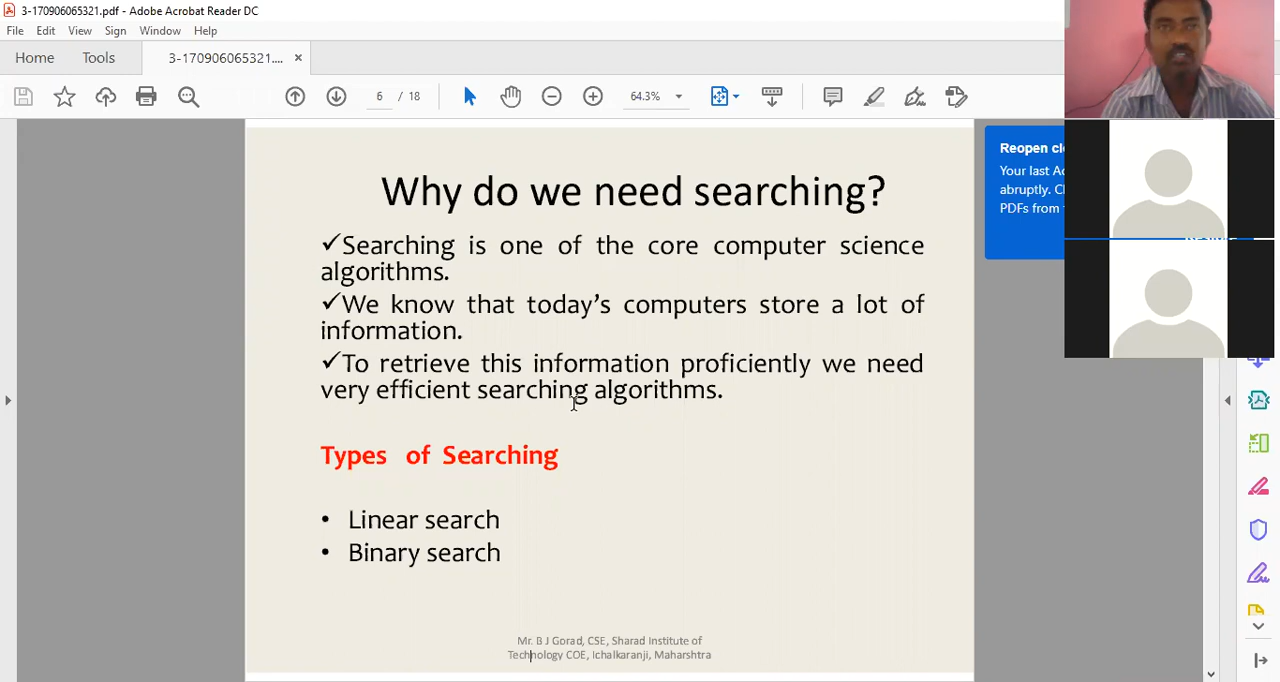 3-170906065321.pdf - Adobe Acrobat Reader DC
File Edit View Sign Window Help
Home Tools 3-170906065321.... ×
6 / 18 64.3%
Reopen cl
Your last A
abruptly. C
PDFs from
Why do we need searching?
✓Searching is one of the core computer science
algorithms.
✓We know that today's computers store a lot of
information.
✓To retrieve this information proficiently we need
very efficient searching algorithms.
Types of Searching
• Linear search
• Binary search
Mr. B J Gorad, CSE, Sharad Institute of
Technology COE, Ichalkaranji, Maharshtra